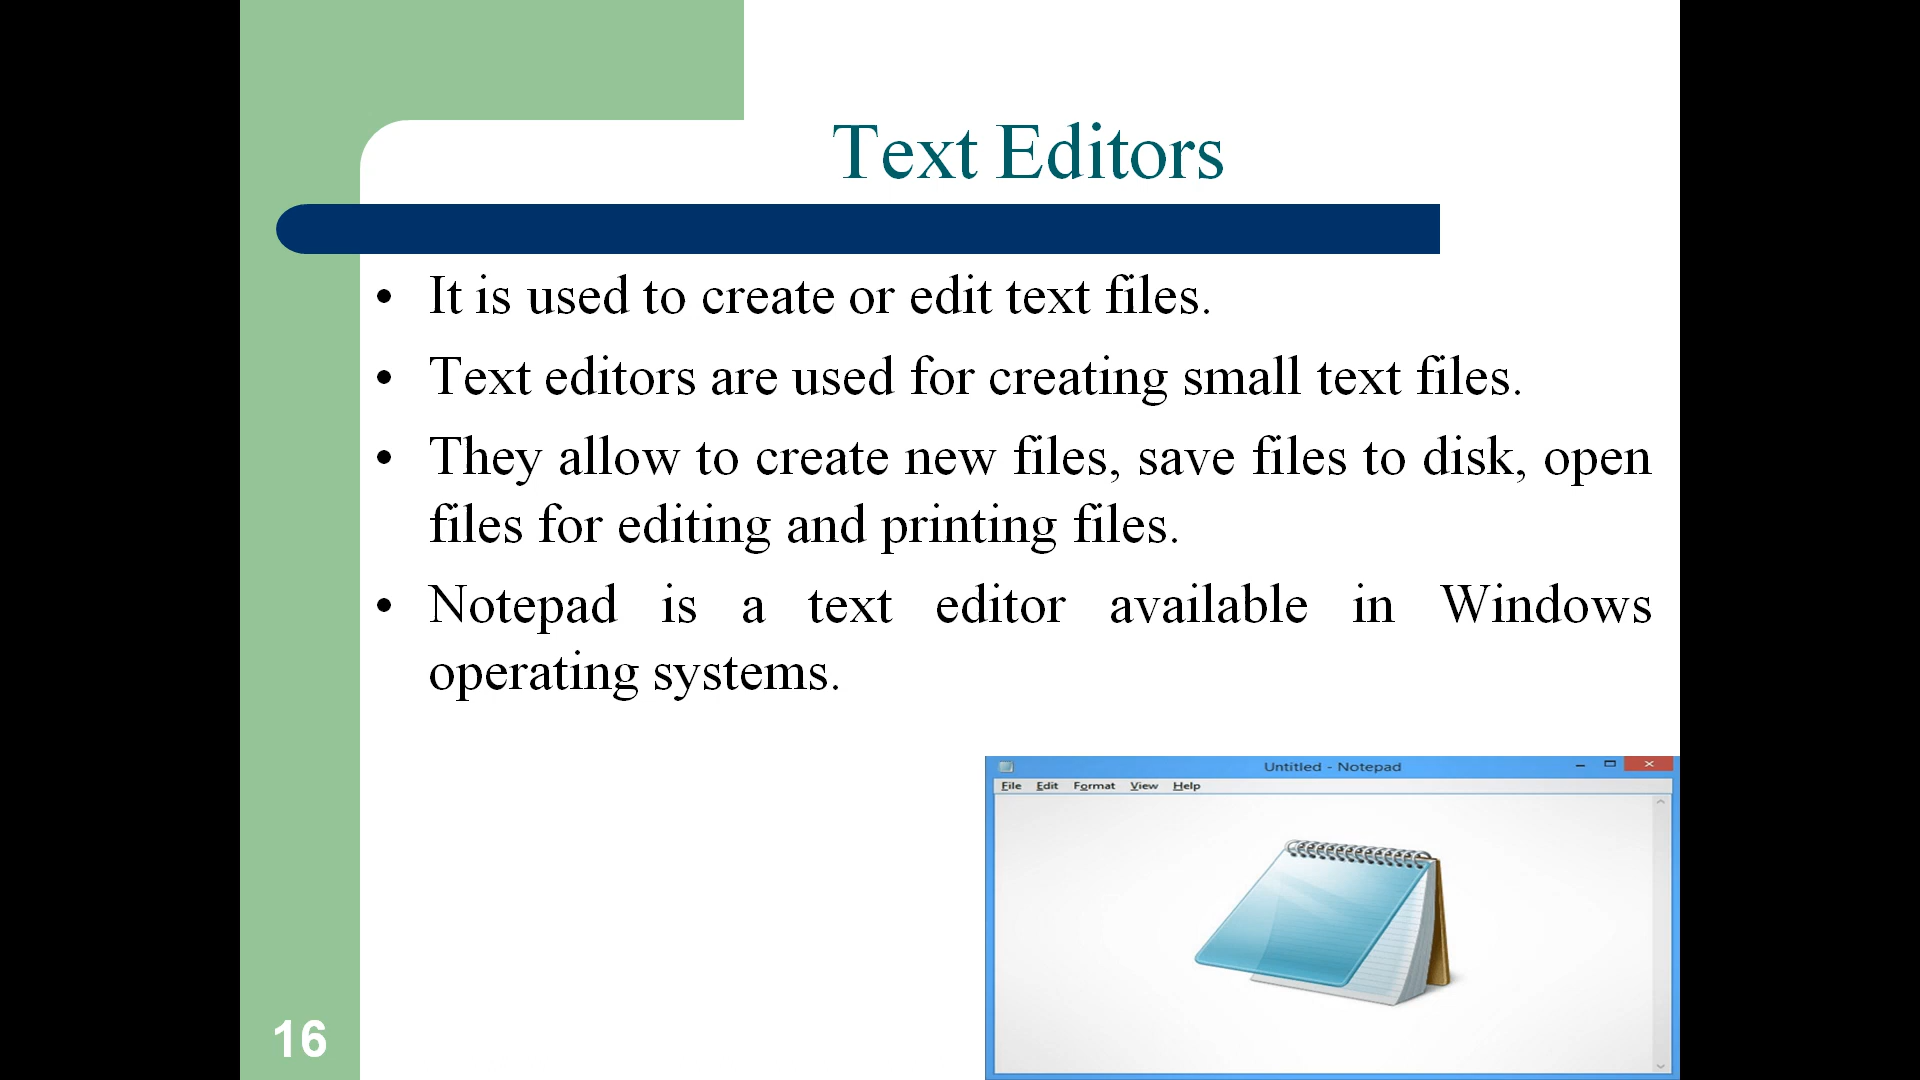 Text Editors
• It is used to create or edit text files.
• Text editors are used for creating small text files.
• They allow to create new files, save files to disk, open
files for editing and printing files.
• Notepad is a text editor available in Windows
operating systems.
Untitled - Notepad
File Edit Format View Help
16